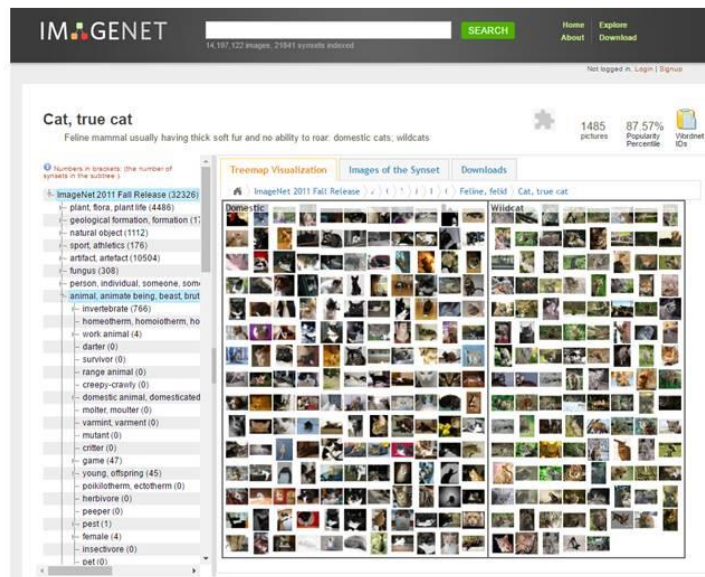 IMAGENET
SEARCH
14,197,122 images, 21841 synsets indexed
Home Explore
About Download
Not logged in. Login | Signup
Cat, true cat
Feline mammal usually having thick soft fur and no ability to roar: domestic cats; wildcats
1485
pictures
87.57%
Popularity
Percentile
Wordnet
IDs
Numbers in brackets: (the number of
synsets in the subtree ).
ImageNet 2011 Fall Release (32326)
plant, flora, plant life (4486)
geological formation, formation (17
natural object (1112)
sport, athletics (176)
artifact, artefact (10504)
fungus (308)
person, individual, someone, som
animal, animate being, beast, brut
invertebrate (766)
homeotherm, homoiotherm, ho
work animal (4)
darter (0)
survivor (0)
range animal (0)
creepy-crawly (0)
domestic animal, domesticated
molter, moulter (0)
varmint, varment (0)
mutant (0)
critter (0)
game (47)
young, offspring (45)
poikilotherm, ectotherm (0)
herbivore (0)
peeper (0)
pest (1)
female (4)
insectivore (0)
pet (0)
Treemap Visualization Images of the Synset Downloads
ImageNet 2011 Fall Release Feline, felid Cat, true cat
Domestic Wildcat